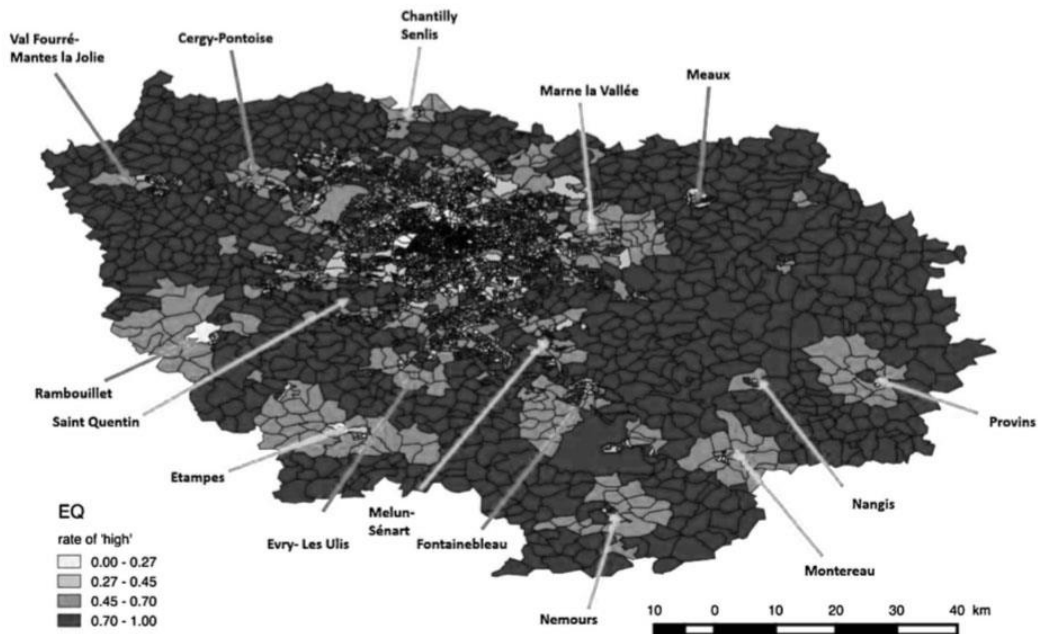 Val Fourré-
Mantes la Jolie
Cergy-Pontoise
Chantilly
Senlis
Marne la Vallée
Meaux
Rambouillet
Saint Quentin
Etampes
Evry- Les Ulis
Melun-
Sénart
Fontainebleau
Nemours
Montereau
Nangis
Provins
EQ
rate of 'high'
0.00 - 0.27
0.27 - 0.45
0.45 - 0.70
0.70 - 1.00
10 0 10 20 30 40 km